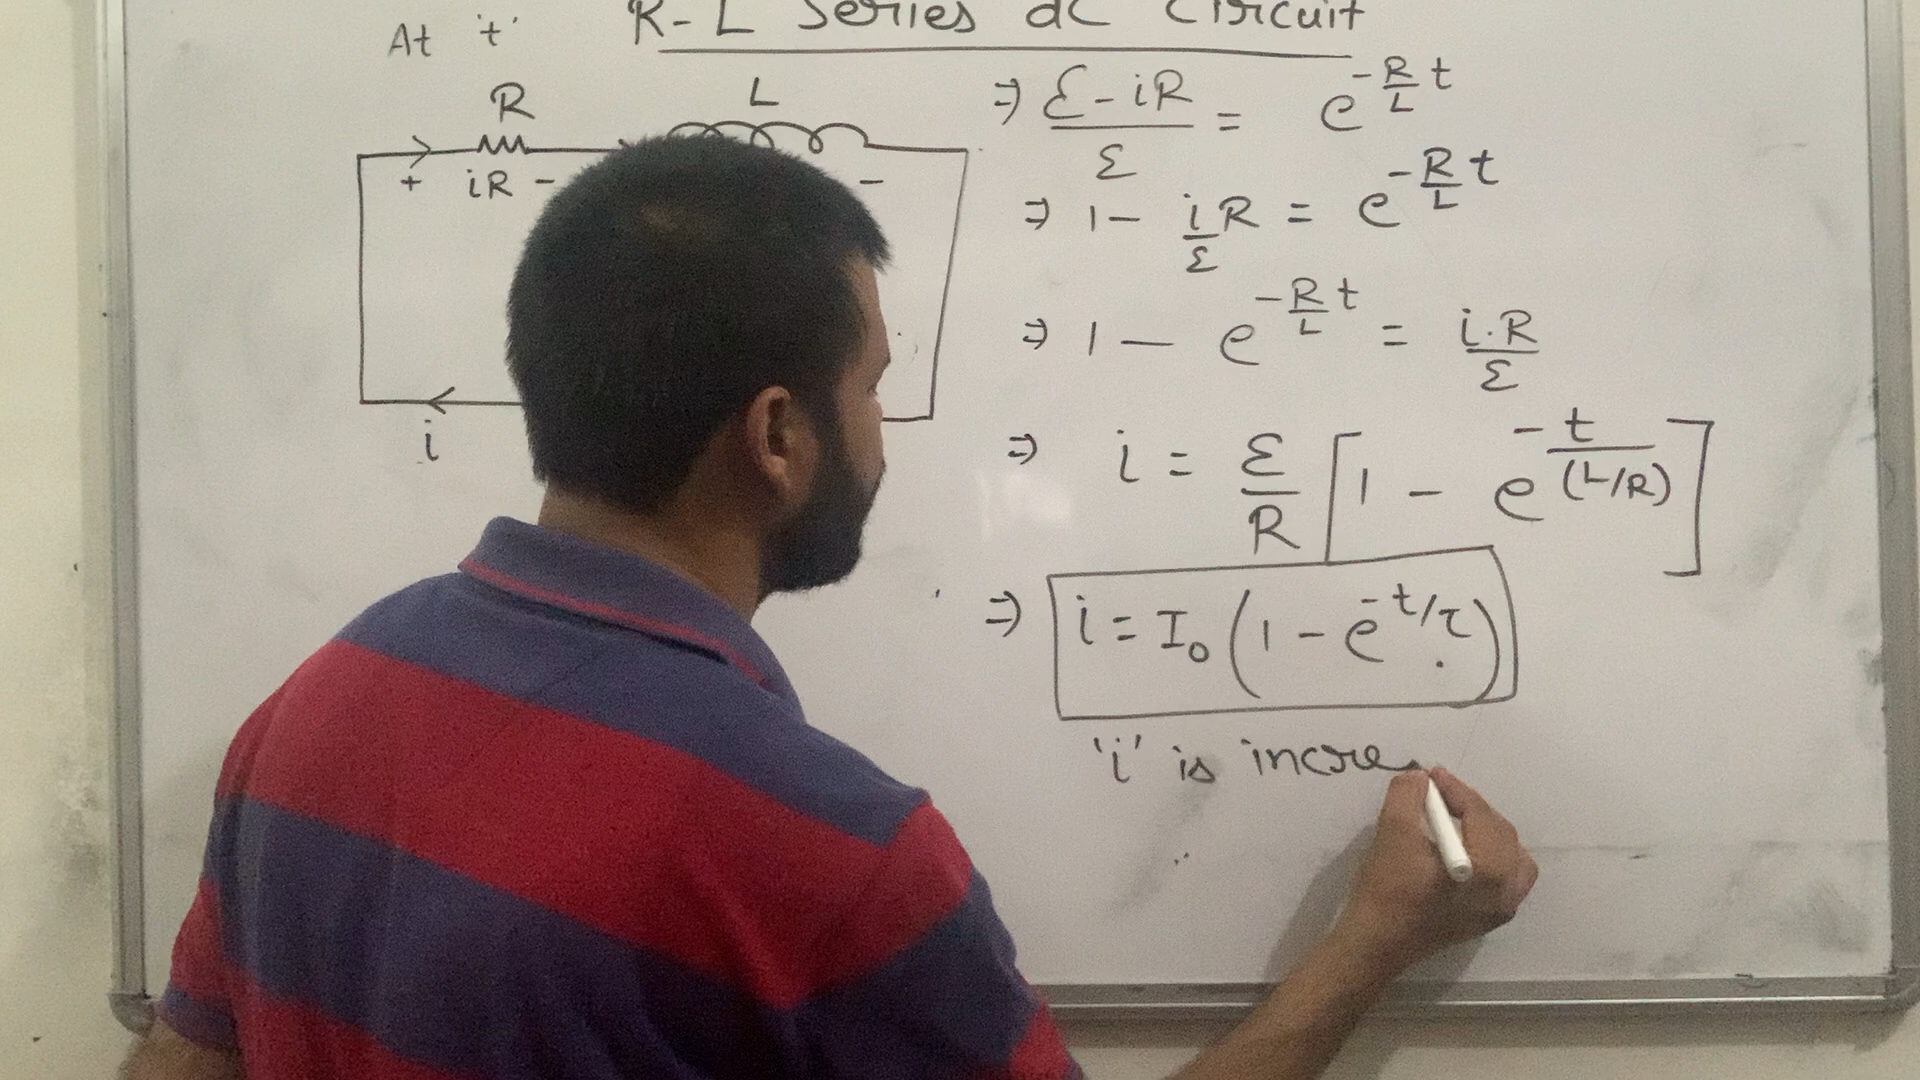 At 't'
R-L Series dc Circuit
R
L
+ iR -
-
i
⇒ (ℰ - iR)/ℰ = e^(-R/L t)
⇒ 1 - i/ℰ R = e^(-R/L t)
⇒ 1 - e^(-R/L t) = i.R/ℰ
⇒ i = ℰ/R [1 - e^(-t/(L/R))]
⇒ i = I₀ (1 - e^(-t/τ))
'i' is incre